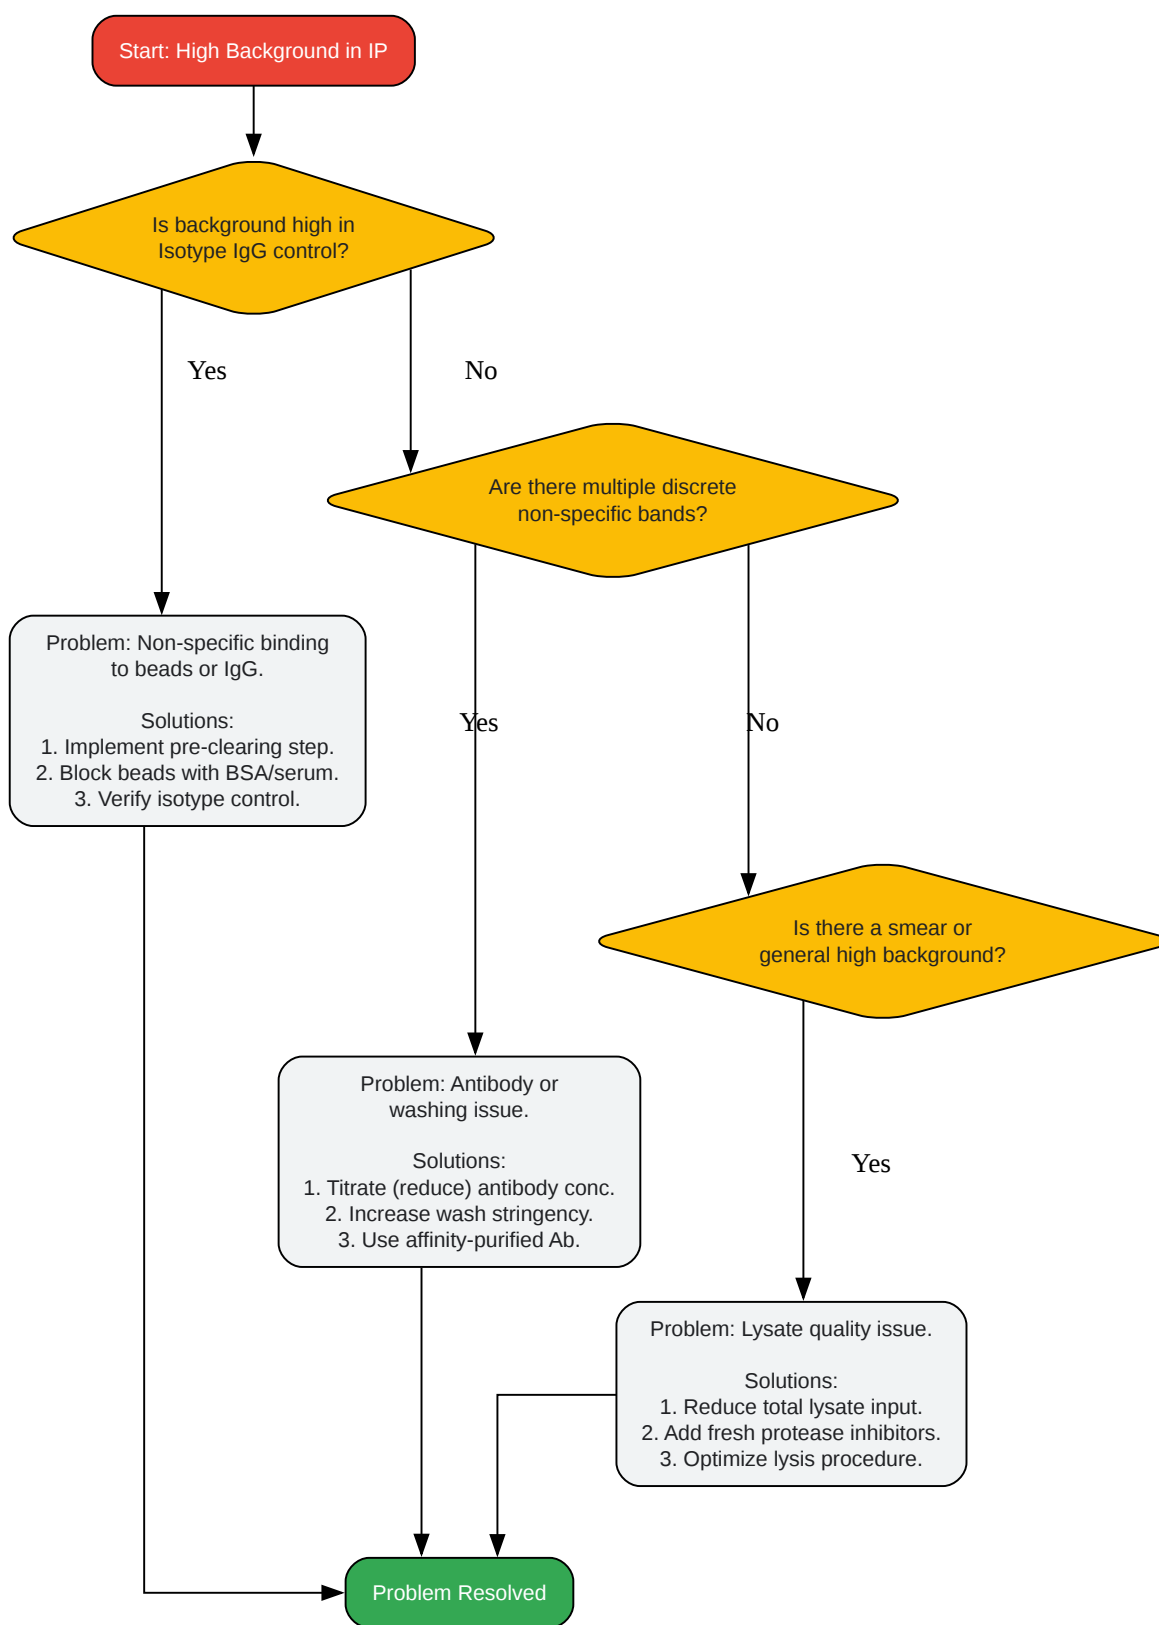 Start: High Background in IP
Is background high in
Isotype IgG control?
Yes
No
Are there multiple discrete
non-specific bands?
Problem: Non-specific binding
to beads or IgG.
Solutions:
1. Implement pre-clearing step.
2. Block beads with BSA/serum.
3. Verify isotype control.
Yes
No
Is there a smear or
general high background?
Problem: Antibody or
washing issue.
Solutions:
1. Titrate (reduce) antibody conc.
2. Increase wash stringency.
3. Use affinity-purified Ab.
Yes
Problem: Lysate quality issue.
Solutions:
1. Reduce total lysate input.
2. Add fresh protease inhibitors.
3. Optimize lysis procedure.
Problem Resolved